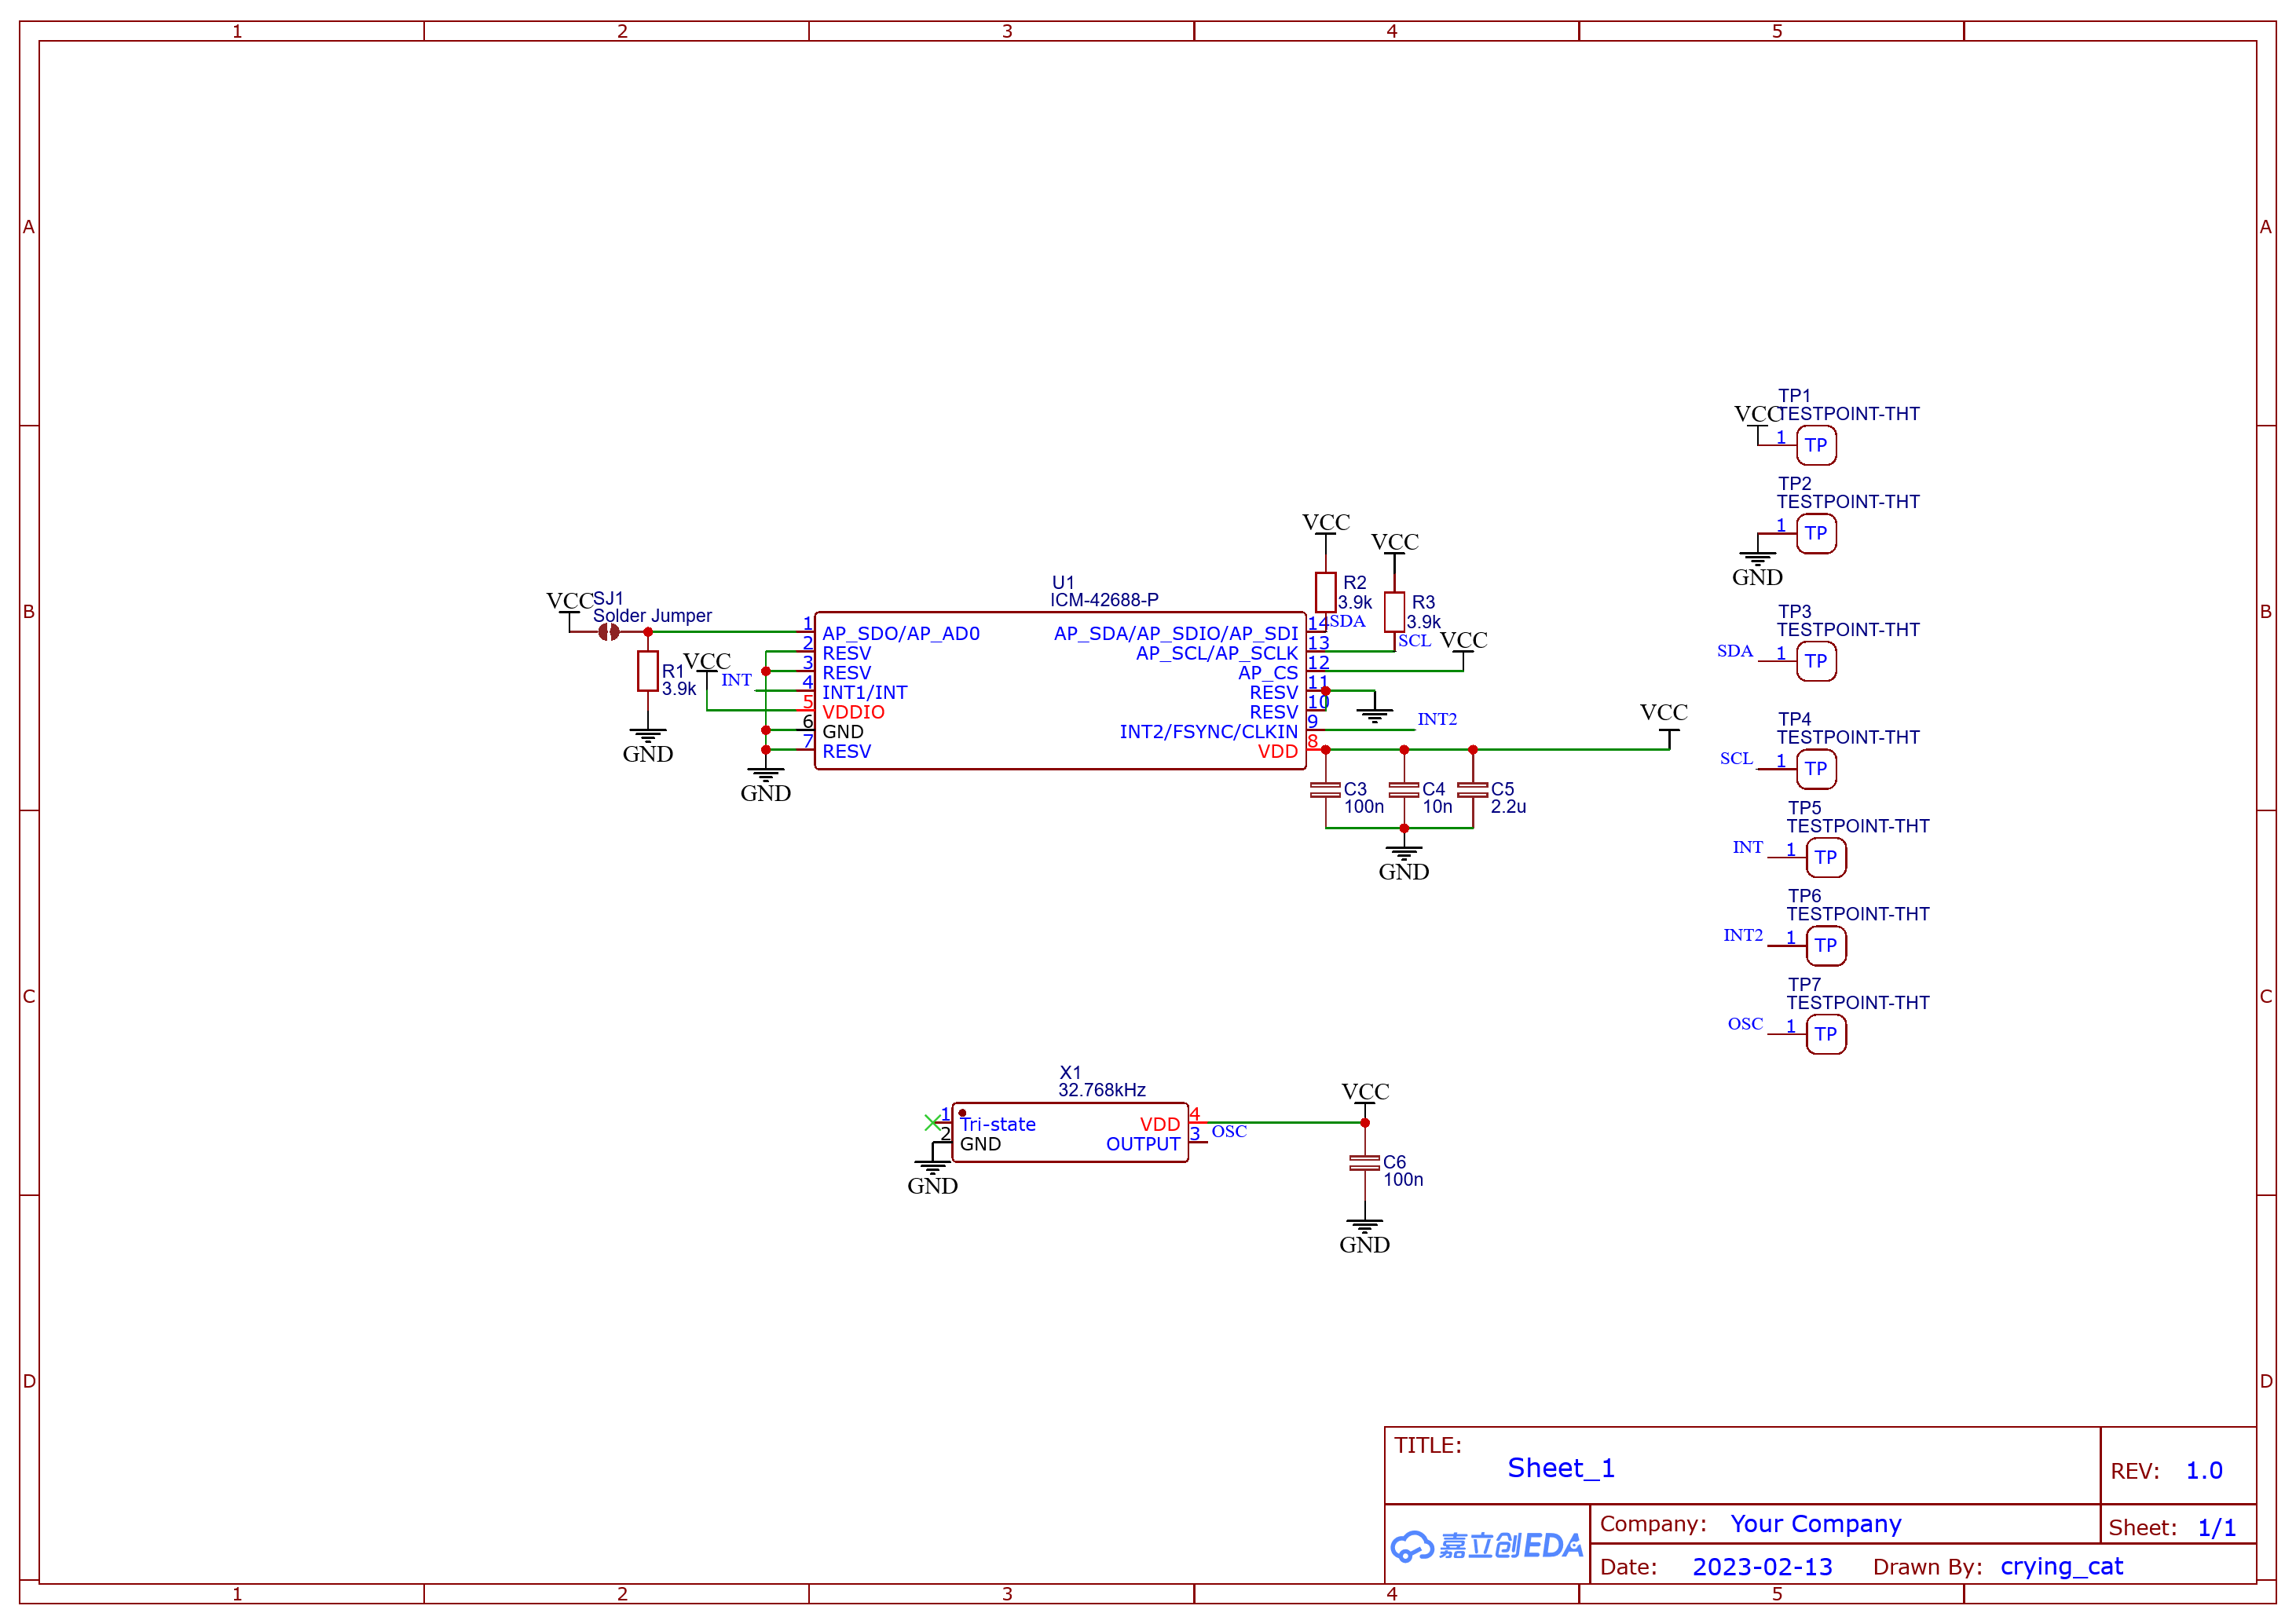 1 2 3 4 5
A A
B B
C C
D D
1 2 3 4 5
VCC
SJ1
Solder Jumper
R1
3.9k
GND
VCC
INT
GND
U1
ICM-42688-P
1 AP_SDO/AP_AD0
2 RESV
3 RESV
4 INT1/INT
5 VDDIO
6 GND
7 RESV
AP_SDA/AP_SDIO/AP_SDI 14
AP_SCL/AP_SCLK 13
AP_CS 12
RESV 11
RESV 10
INT2/FSYNC/CLKIN 9
VDD 8
VCC
R2
3.9k
SDA
VCC
R3
3.9k
SCL
VCC
INT2
VCC
C3
100n
C4
10n
C5
2.2u
GND
TP1
VCC
TESTPOINT-THT
1 TP
TP2
TESTPOINT-THT
1 TP
GND
TP3
TESTPOINT-THT
SDA 1 TP
TP4
TESTPOINT-THT
SCL 1 TP
TP5
TESTPOINT-THT
INT 1 TP
TP6
TESTPOINT-THT
INT2 1 TP
TP7
TESTPOINT-THT
OSC 1 TP
X1
32.768kHz
1 Tri-state
2 GND
VDD 4
OUTPUT 3
OSC
GND
VCC
C6
100n
GND
TITLE:
Sheet_1
REV: 1.0
嘉立创EDA
Company: Your Company
Sheet: 1/1
Date: 2023-02-13 Drawn By: crying_cat